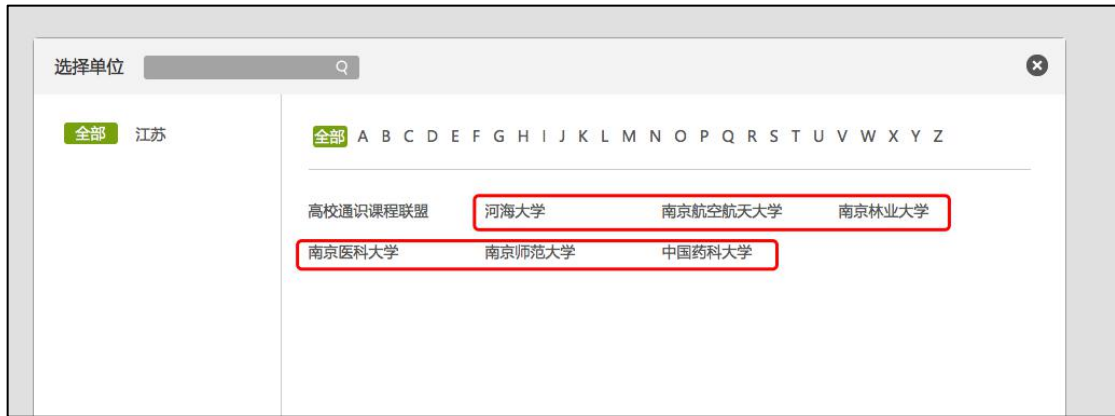 选择单位
全部 江苏
全部 A B C D E F G H I J K L M N O P Q R S T U V W X Y Z
高校通识课程联盟 河海大学 南京航空航天大学 南京林业大学
南京医科大学 南京师范大学 中国药科大学